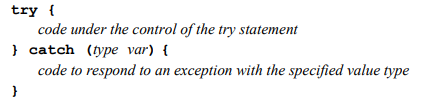 try {
code under the control of the try statement
} catch (type var) {
code to respond to an exception with the specified value type
}